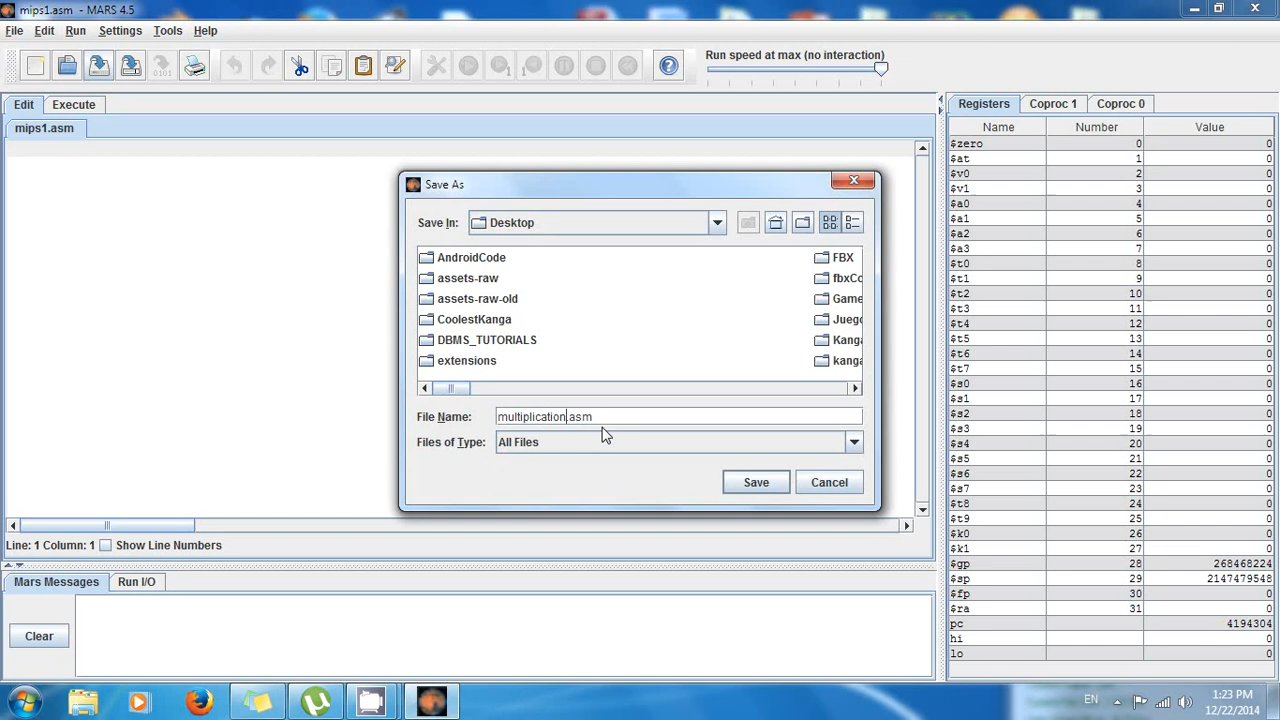 mips1.asm - MARS 4.5
File Edit Run Settings Tools Help
Run speed at max (no interaction)
Edit Execute
mips1.asm
Registers Coproc 1 Coproc 0
Name Number Value
$zero 0 0
$at 1 0
$v0 2 0
$v1 3 0
$a0 4 0
$a1 5 0
$a2 6 0
$a3 7 0
$t0 8 0
$t1 9 0
$t2 10 0
$t3 11 0
$t4 12 0
$t5 13 0
$t6 14 0
$t7 15 0
$s0 16 0
$s1 17 0
$s2 18 0
$s3 19 0
$s4 20 0
$s5 21 0
$s6 22 0
$s7 23 0
$t8 24 0
$t9 25 0
$k0 26 0
$k1 27 0
$gp 28 268468224
$sp 29 2147479548
$fp 30 0
$ra 31 0
pc 4194304
hi 0
lo 0
Save As
Save In: Desktop
AndroidCode FBX
assets-raw fbxCo
assets-raw-old Game
CoolestKanga Juego
DBMS_TUTORIALS Kanga
extensions kanga
File Name: multiplication.asm
Files of Type: All Files
Save Cancel
Line: 1 Column: 1 Show Line Numbers
Mars Messages Run I/O
Clear
EN 1:23 PM
12/22/2014